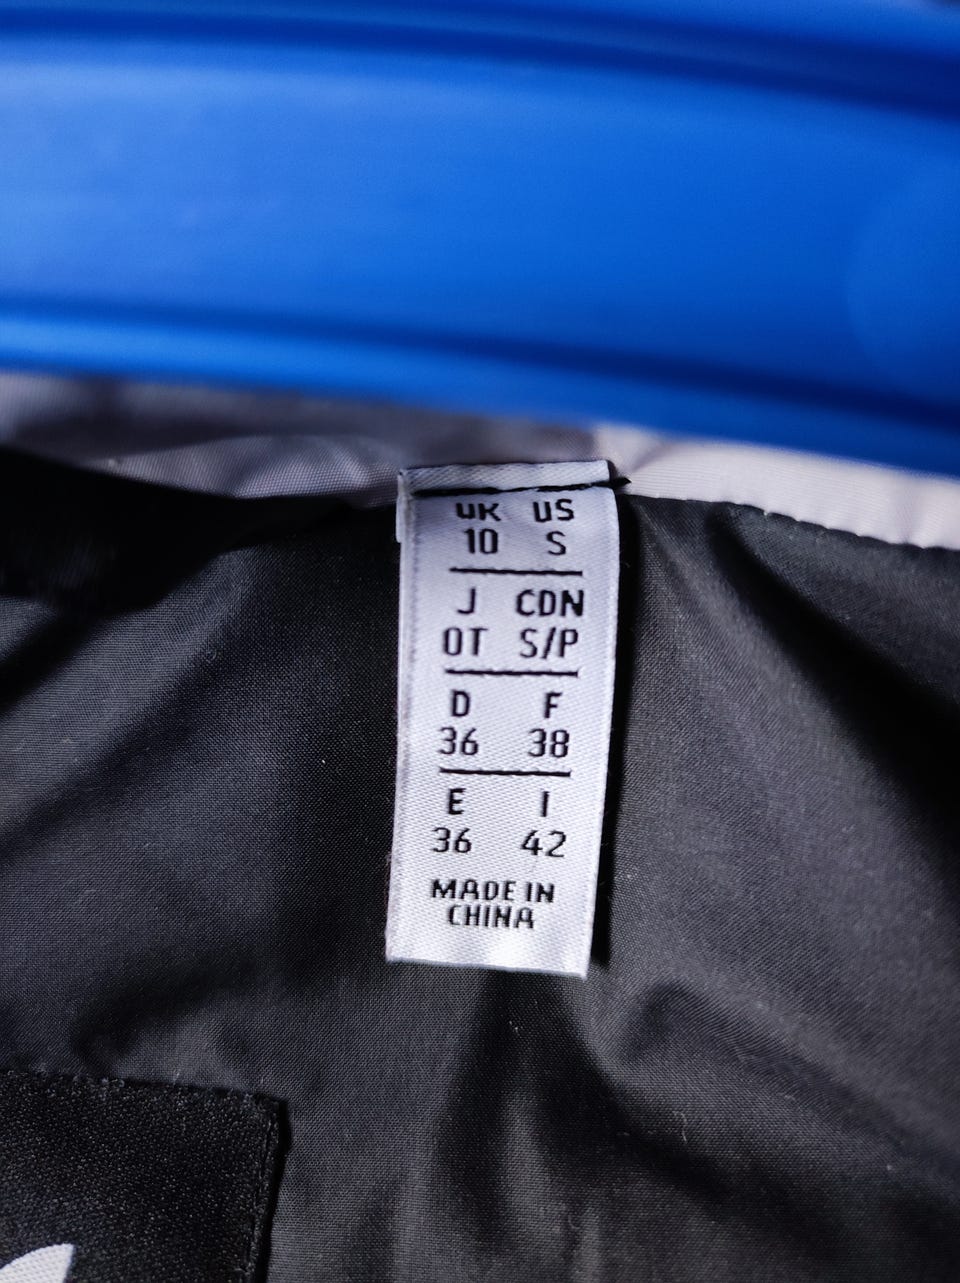 UK US
10 S
J CDN
OT S/P
D F
36 38
E I
36 42
MADE IN
CHINA